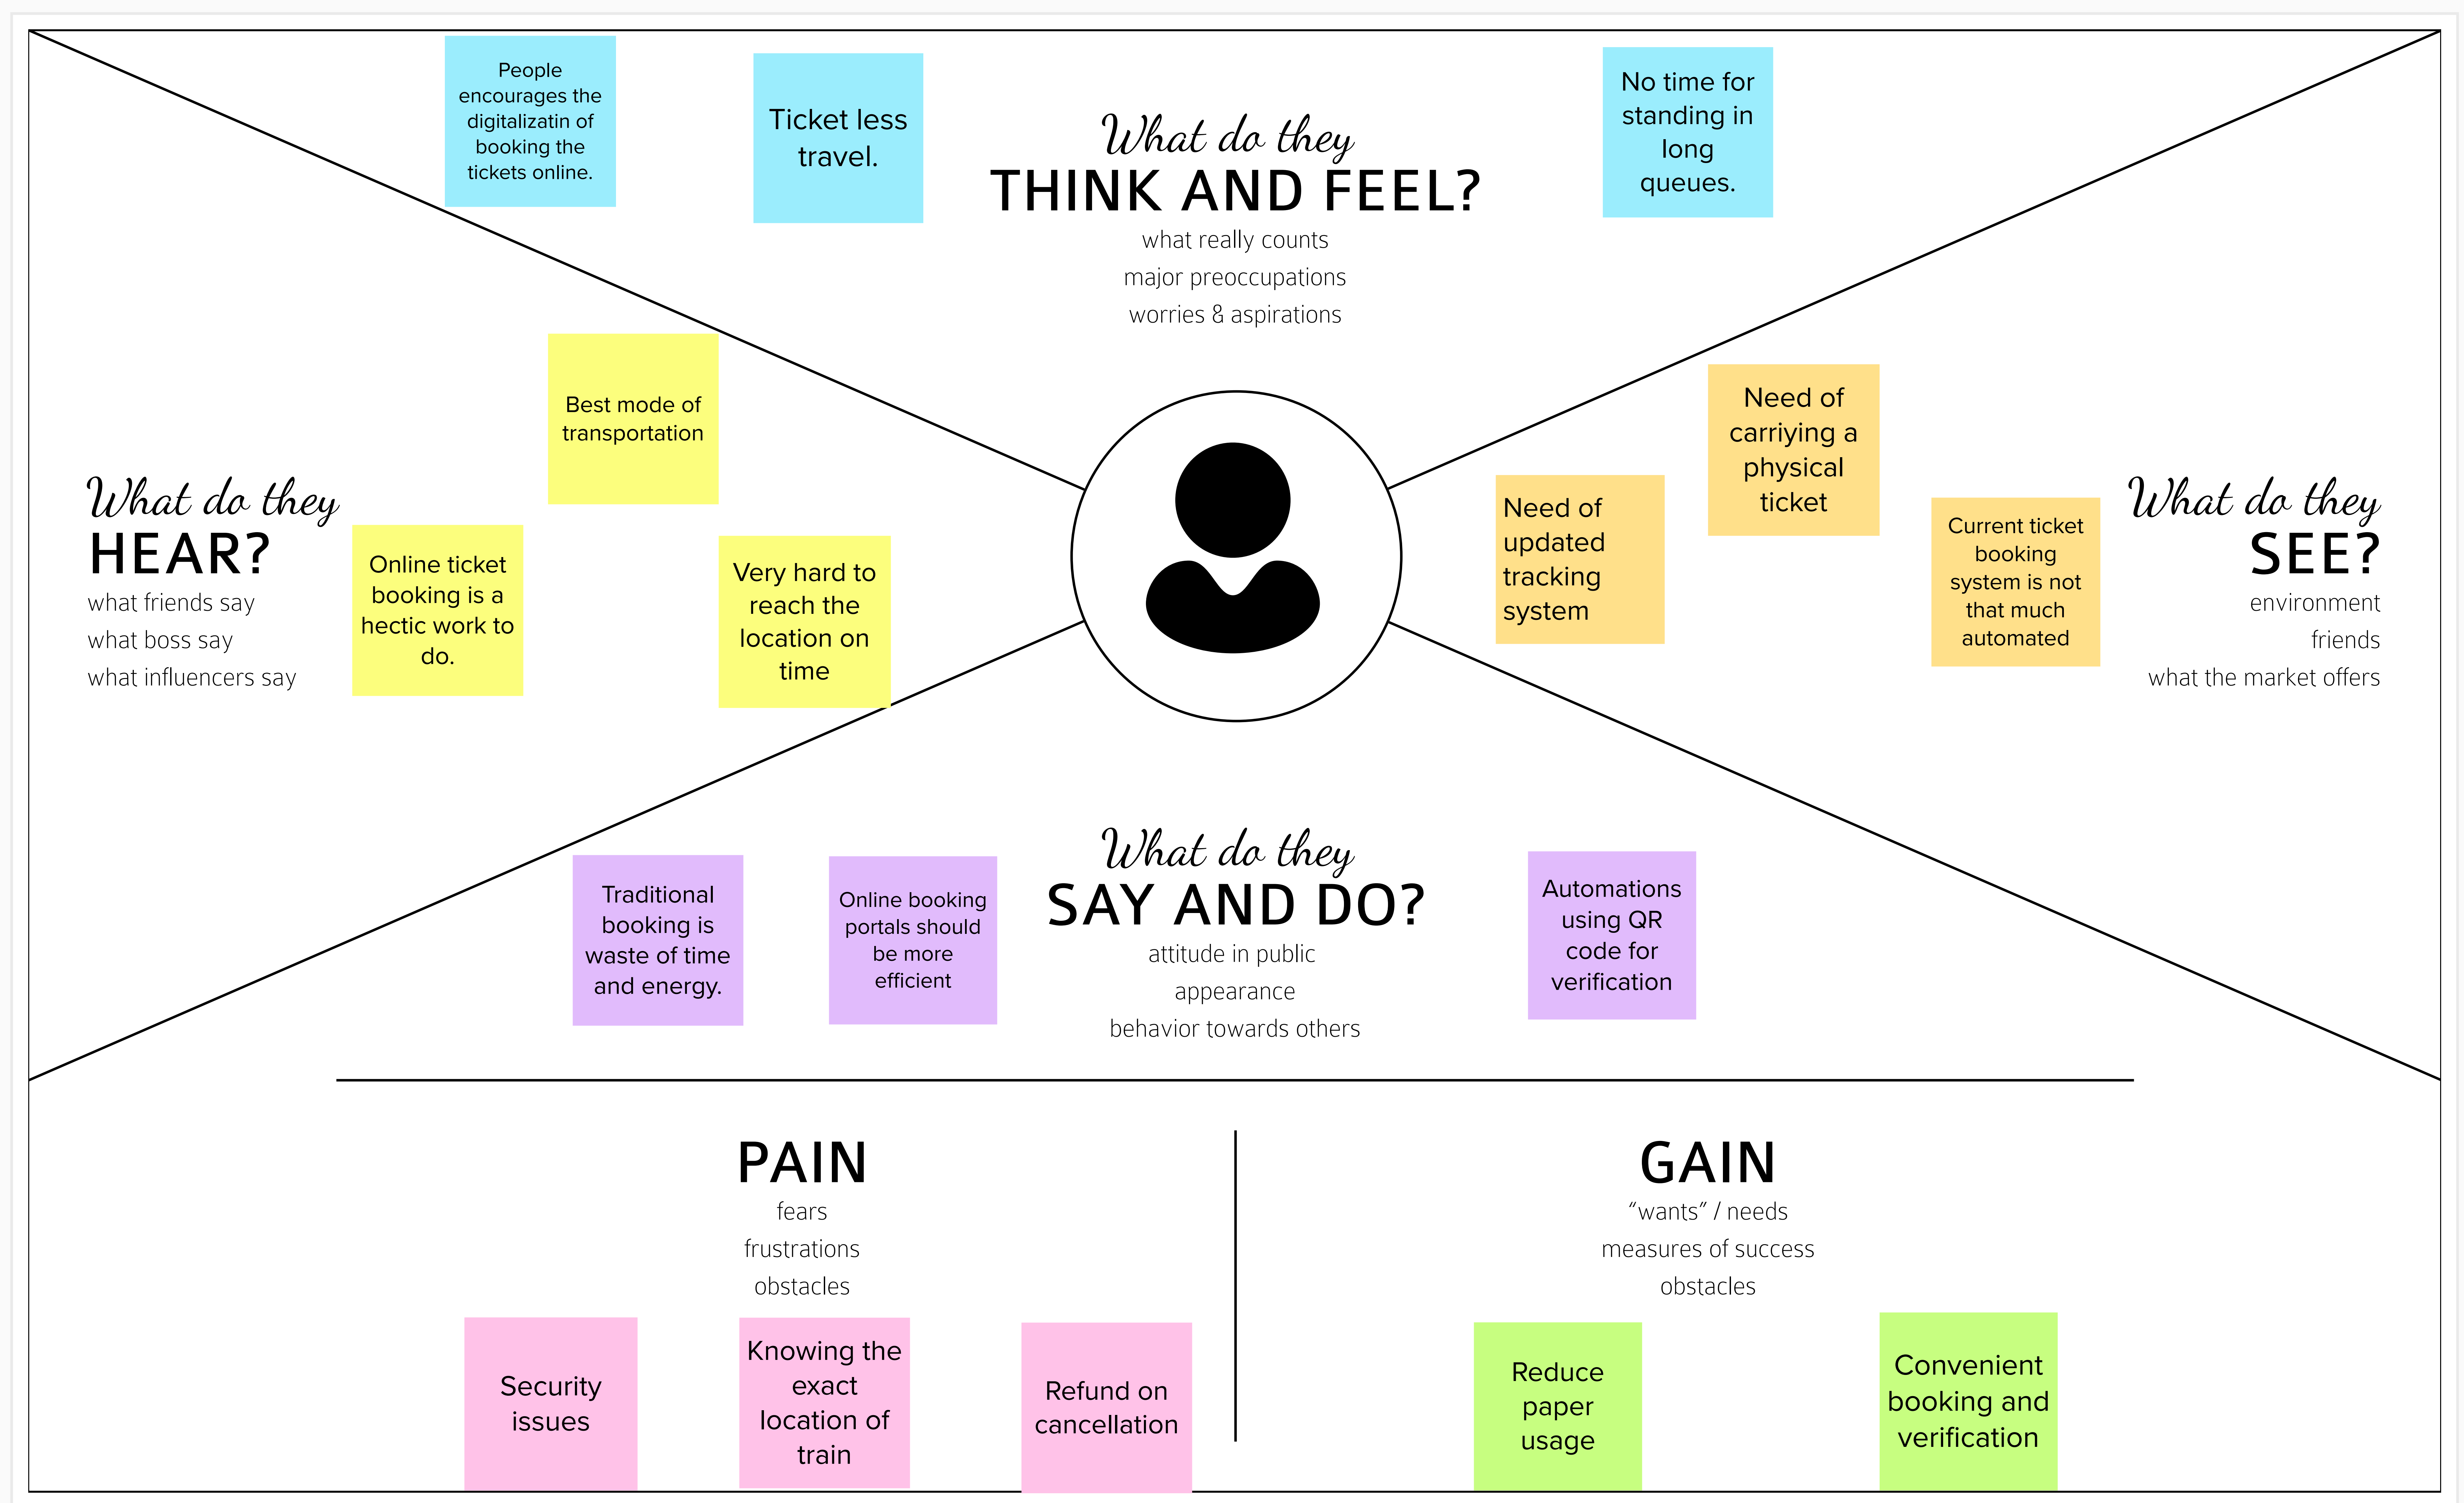 People
encourages the
digitalizatin of
booking the
tickets online.
Ticket less
travel.
What do they
THINK AND FEEL?
what really counts
major preoccupations
worries & aspirations
No time for
standing in
long
queues.
What do they
HEAR?
what friends say
what boss say
what influencers say
Best mode of
transportation
Online ticket
booking is a
hectic work to
do.
Very hard to
reach the
location on
time
Need of
updated
tracking
system
Need of
carriying a
physical
ticket
Current ticket
booking
system is not
that much
automated
What do they
SEE?
environment
friends
what the market offers
Traditional
booking is
waste of time
and energy.
Online booking
portals should
be more
efficient
What do they
SAY AND DO?
attitude in public
appearance
behavior towards others
Automations
using QR
code for
verification
PAIN
fears
frustrations
obstacles
Security
issues
Knowing the
exact
location of
train
Refund on
cancellation
GAIN
“wants” / needs
measures of success
obstacles
Reduce
paper
usage
Convenient
booking and
verification